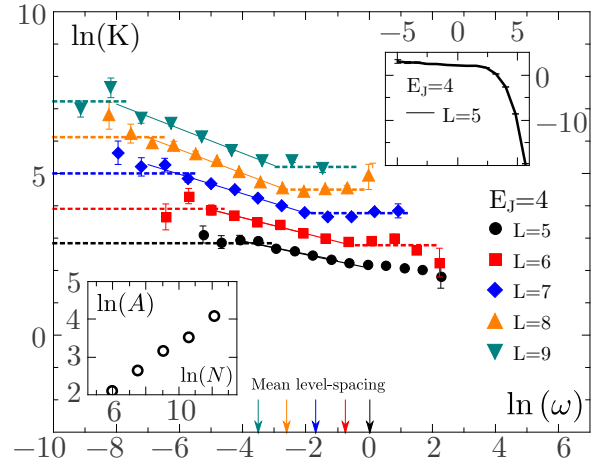 ln(K)
10
5
0
−10 −8 −6 −4 −2 0 2 4 6
ln (ω)
−5 0 5
0
−10
E_J=4
L=5
E_J=4
L=5
L=6
L=7
L=8
L=9
5
4
3
2
ln(A)
ln(N)
6 10
Mean level-spacing